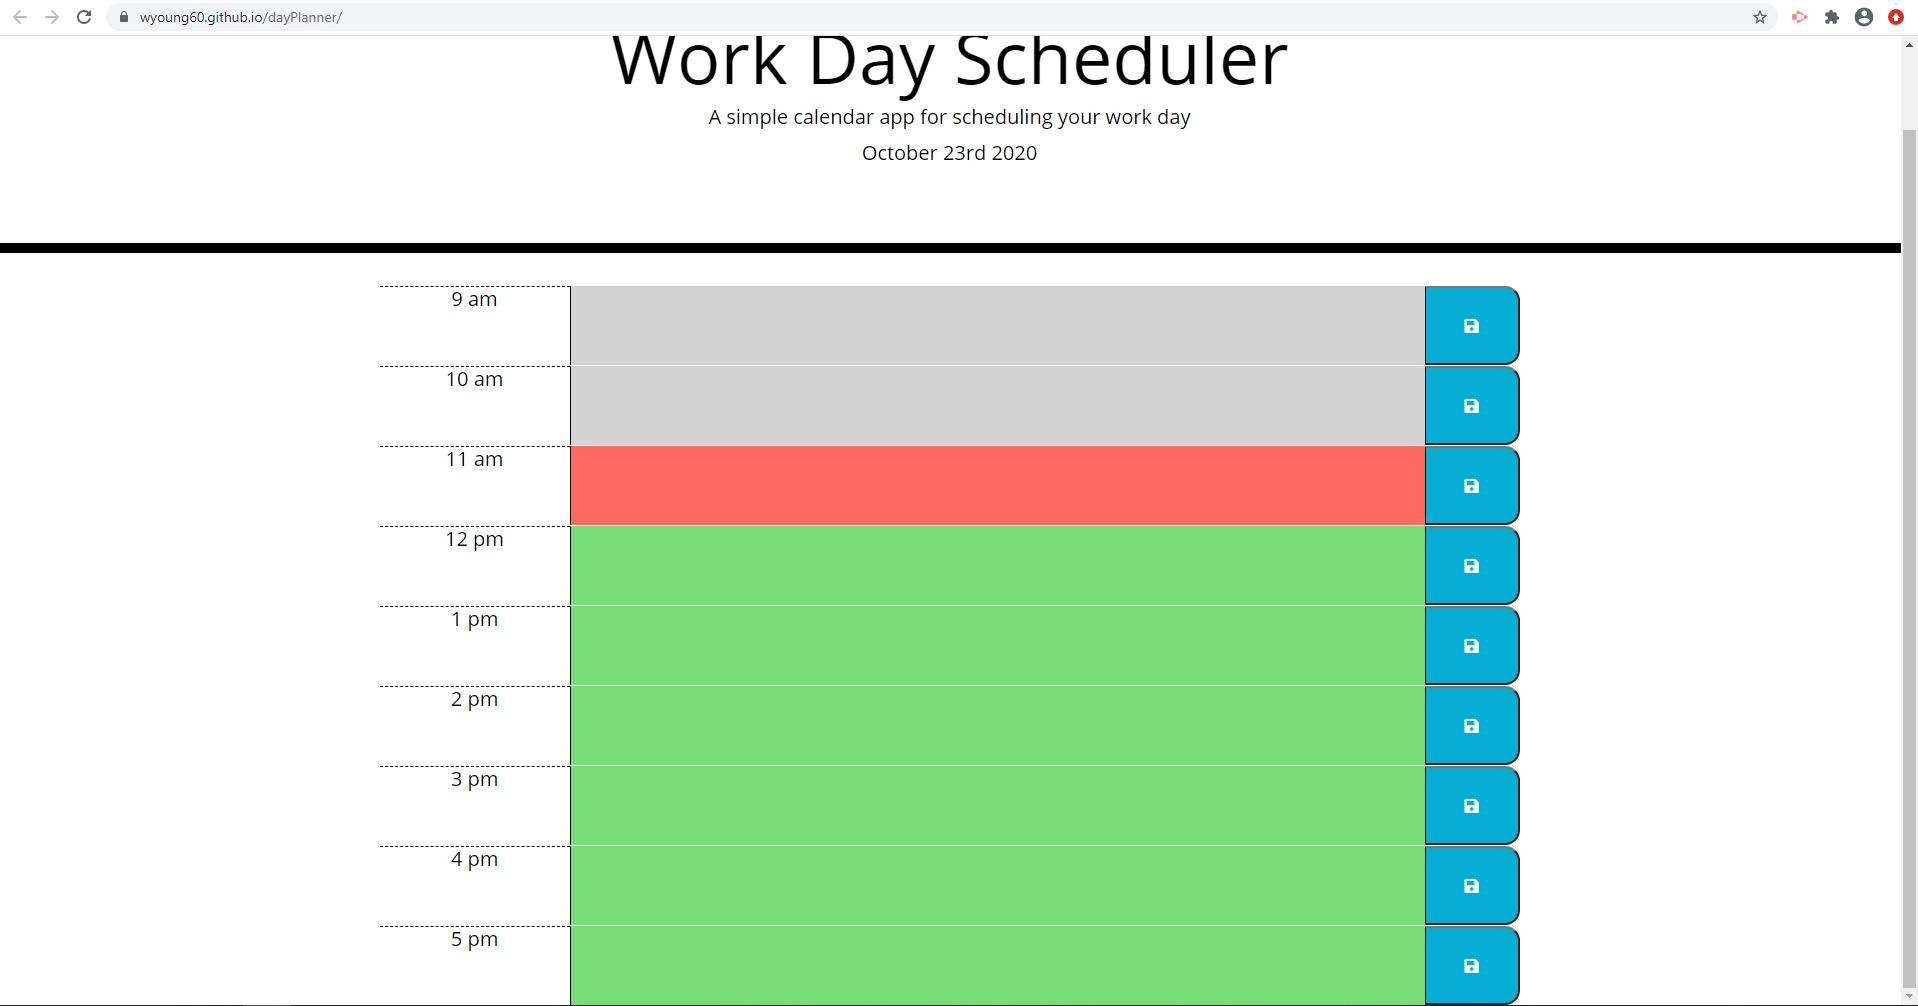 wyoung60.github.io/dayPlanner/
Work Day Scheduler
A simple calendar app for scheduling your work day
October 23rd 2020
9 am
10 am
11 am
12 pm
1 pm
2 pm
3 pm
4 pm
5 pm